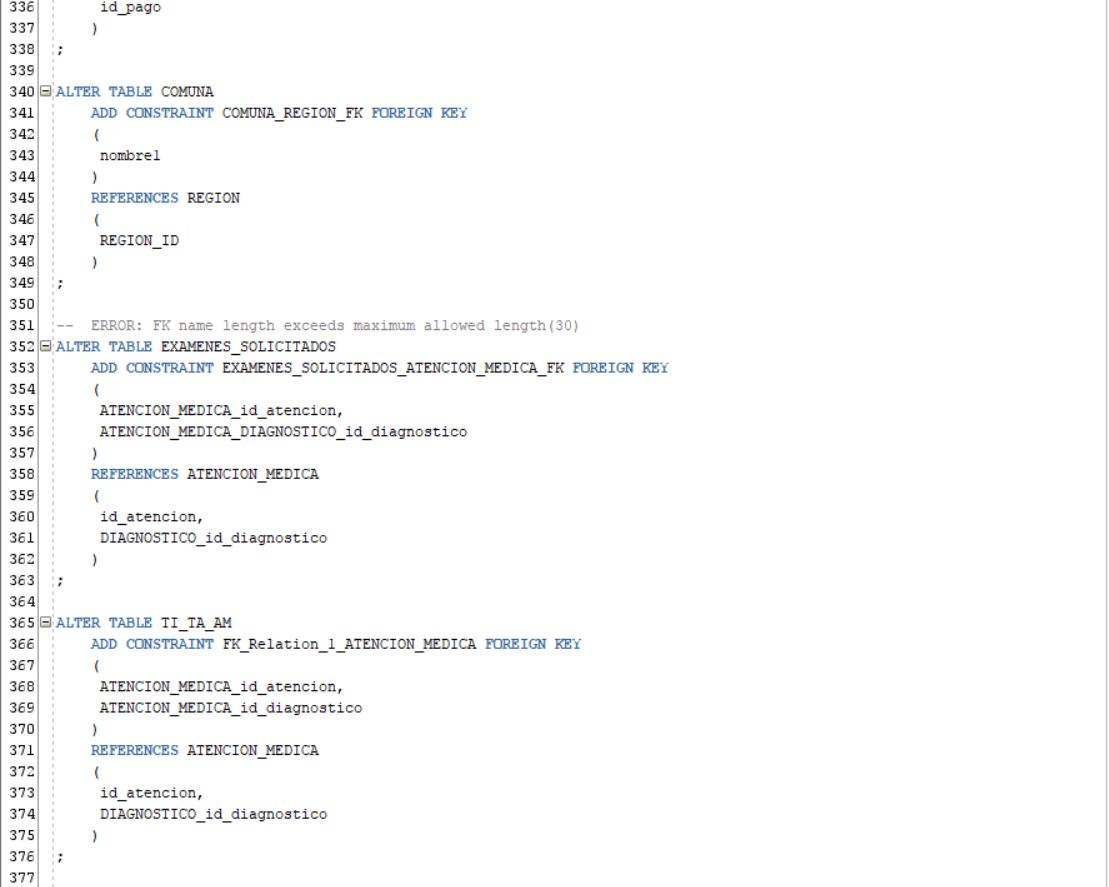 336 id_pago
337 )
338 ;
339
340 ALTER TABLE COMUNA
341 ADD CONSTRAINT COMUNA_REGION_FK FOREIGN KEY
342 (
343 nombre1
344 )
345 REFERENCES REGION
346 (
347 REGION_ID
348 )
349 ;
350
351 -- ERROR: FK name length exceeds maximum allowed length(30)
352 ALTER TABLE EXAMENES_SOLICITADOS
353 ADD CONSTRAINT EXAMENES_SOLICITADOS_ATENCION_MEDICA_FK FOREIGN KEY
354 (
355 ATENCION_MEDICA_id_atencion,
356 ATENCION_MEDICA_DIAGNOSTICO_id_diagnostico
357 )
358 REFERENCES ATENCION_MEDICA
359 (
360 id_atencion,
361 DIAGNOSTICO_id_diagnostico
362 )
363 ;
364
365 ALTER TABLE TI_TA_AM
366 ADD CONSTRAINT FK_Relation_1_ATENCION_MEDICA FOREIGN KEY
367 (
368 ATENCION_MEDICA_id_atencion,
369 ATENCION_MEDICA_id_diagnostico
370 )
371 REFERENCES ATENCION_MEDICA
372 (
373 id_atencion,
374 DIAGNOSTICO_id_diagnostico
375 )
376 ;
377